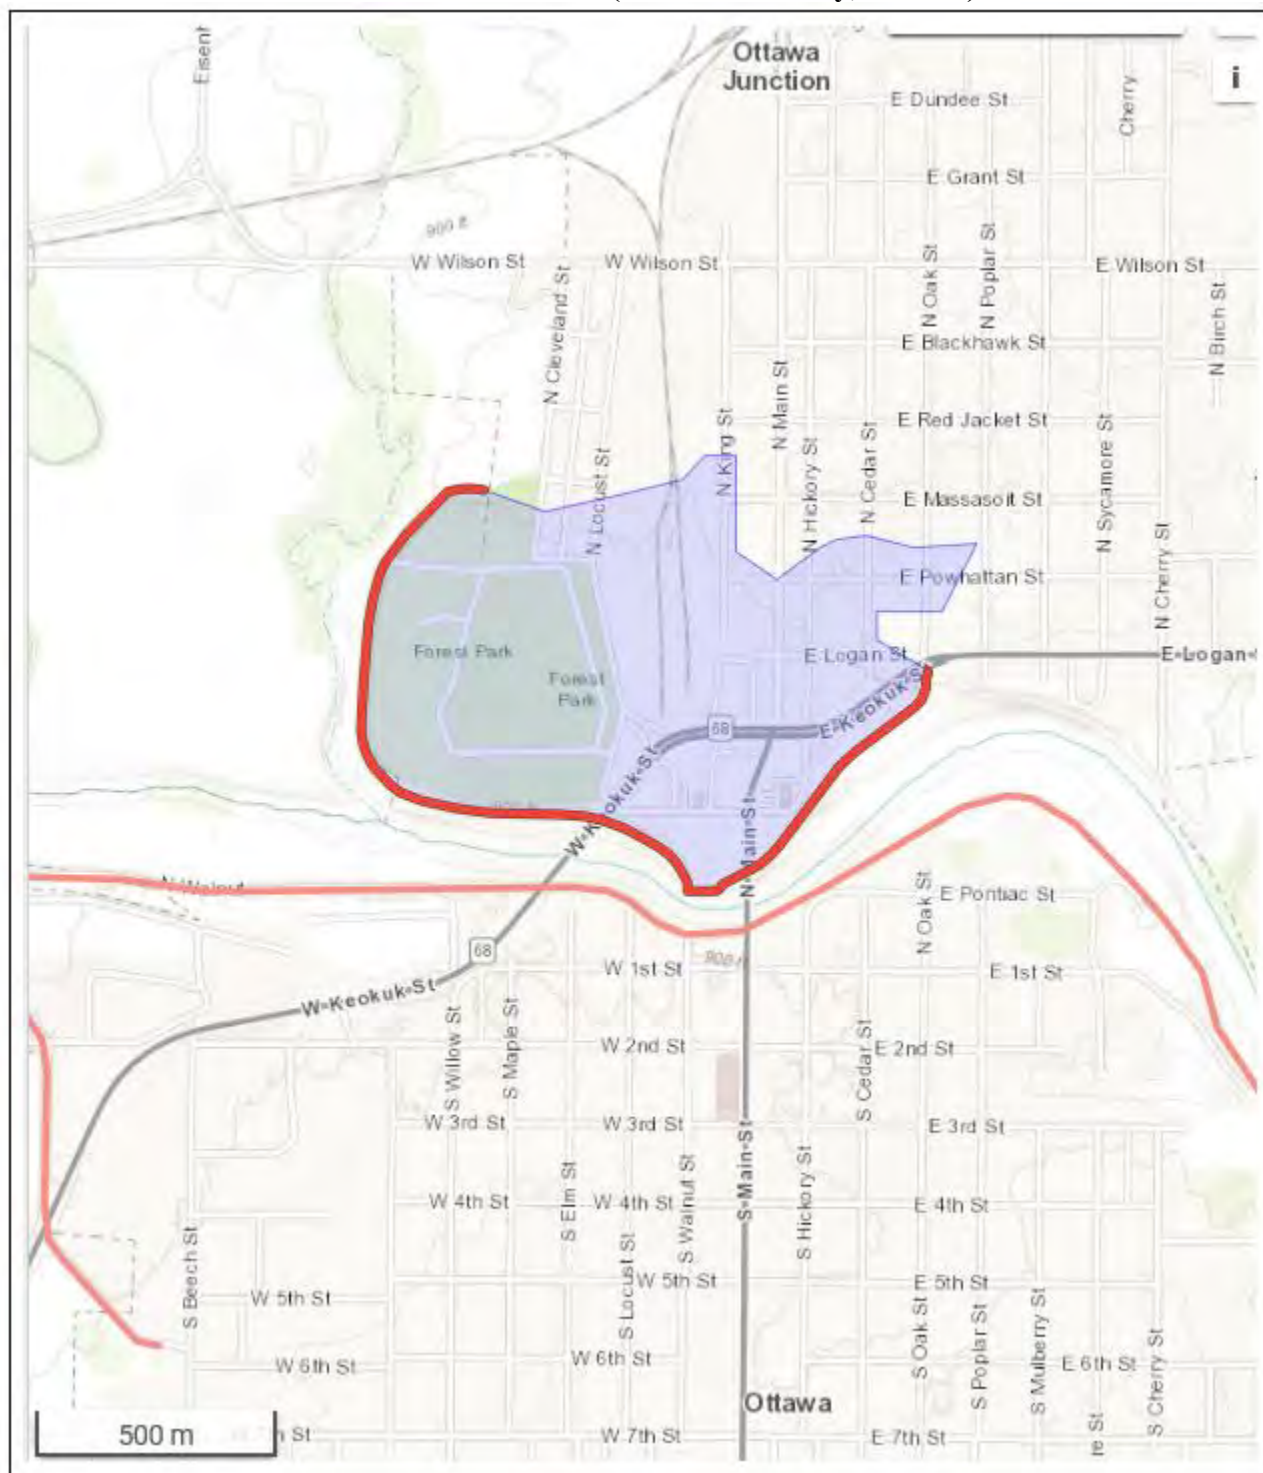 Ottawa
Junction
i
Eisent
E Dundee St
Cherry
E Grant St
900 ft
W Wilson St
W Wilson St
E Wilson St
N Oak St
N Poplar St
N Birch St
N Cleveland St
E Blackhawk St
N Main St
E Red Jacket St
N King St
N Hickory St
N Cedar St
N Sycamore St
N Locust St
E Massasoit St
N Cherry St
E Powhattan St
Forest Park
E Logan St
E Logan
Forest
Park
68
E Keokuk St
W Keokuk St
N Main St
N Walnut
N Oak St
E Pontiac St
68
W 1st St
900 ft
E 1st St
W Keokuk St
S Willow St
S Maple St
W 2nd St
S Cedar St
E 2nd St
W 3rd St
W 3rd St
S Main St
E 3rd St
S Elm St
S Walnut St
S Hickory St
W 4th St
W 4th St
E 4th St
S Beech St
S Locust St
W 5th St
W 5th St
E 5th St
S Oak St
S Poplar St
S Mulberry St
W 6th St
W 6th St
E 6th St
S Cherry St
Ottawa
re St
500 m
W 7th St
E 7th St